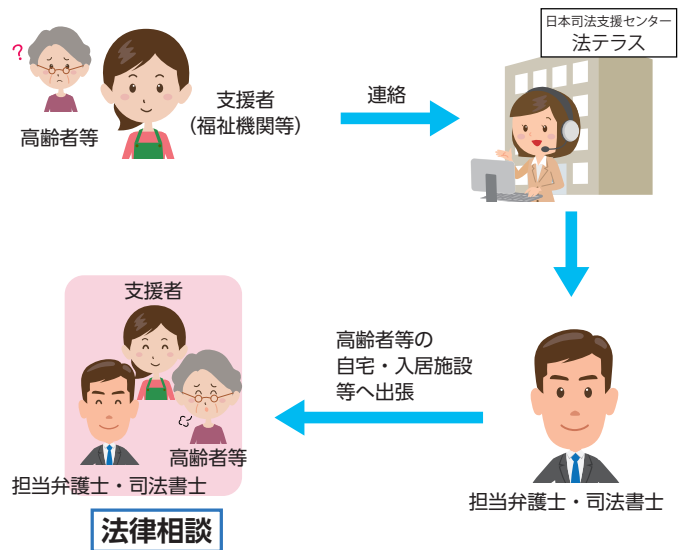 ?
高齢者等
支援者
（福祉機関等）
連絡
日本司法支援センター
法テラス
担当弁護士・司法書士
高齢者等の
自宅・入居施設
等へ出張
支援者
高齢者等
担当弁護士・司法書士
法律相談